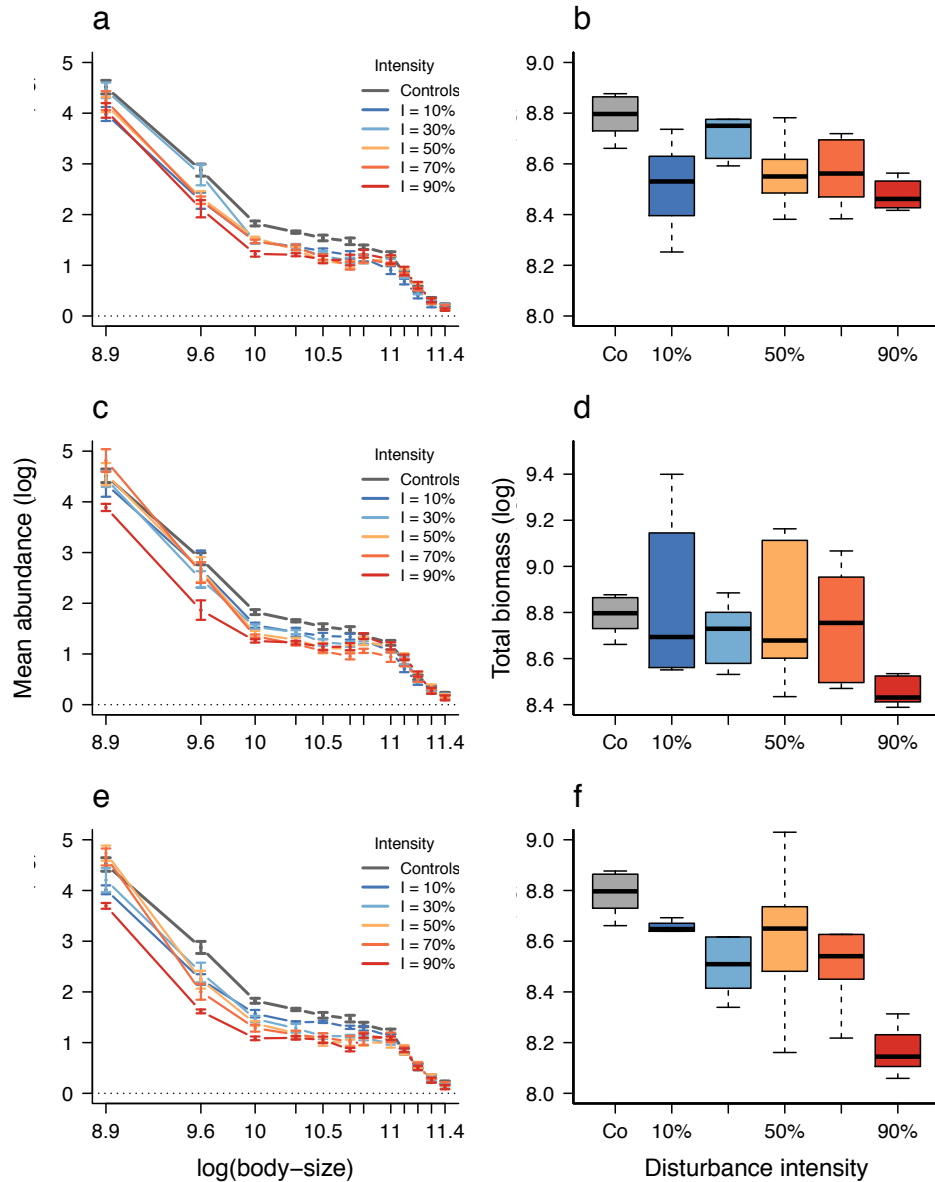 a
5
4
3
2
1
0
8.9
9.6
10
10.5
11
11.4
Intensity
Controls
I = 10%
I = 30%
I = 50%
I = 70%
I = 90%
b
9.0
8.8
8.6
8.4
8.2
8.0
Co
10%
50%
90%
c
5
4
3
2
1
0
8.9
9.6
10
10.5
11
11.4
Mean abundance (log)
Intensity
Controls
I = 10%
I = 30%
I = 50%
I = 70%
I = 90%
d
9.4
9.2
9.0
8.8
8.6
8.4
Co
10%
50%
90%
Total biomass (log)
e
5
4
3
2
1
0
8.9
9.6
10
10.5
11
11.4
log(body−size)
Intensity
Controls
I = 10%
I = 30%
I = 50%
I = 70%
I = 90%
f
9.0
8.8
8.6
8.4
8.2
8.0
Co
10%
50%
90%
Disturbance intensity